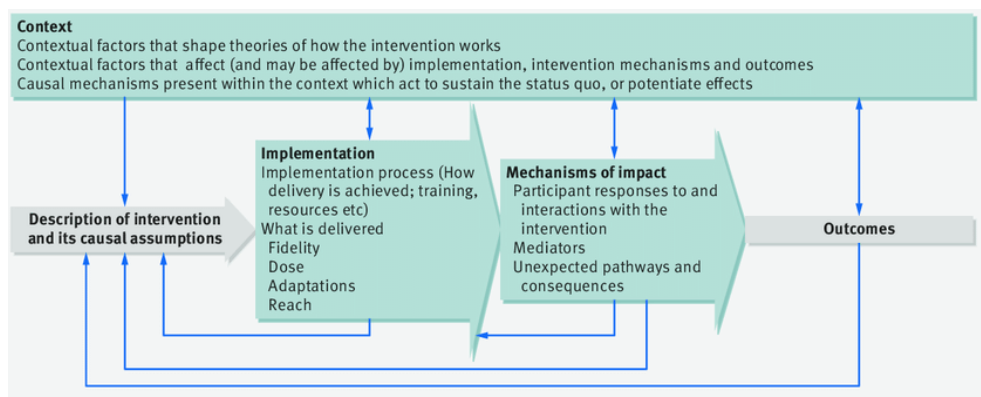 Context
Contextual factors that shape theories of how the intervention works
Contextual factors that affect (and may be affected by) implementation, intervention mechanisms and outcomes
Causal mechanisms present within the context which act to sustain the status quo, or potentiate effects
Description of intervention
and its causal assumptions
Implementation
Implementation process (How
delivery is achieved; training,
resources etc)
What is delivered
Fidelity
Dose
Adaptations
Reach
Mechanisms of impact
Participant responses to and
interactions with the
intervention
Mediators
Unexpected pathways and
consequences
Outcomes